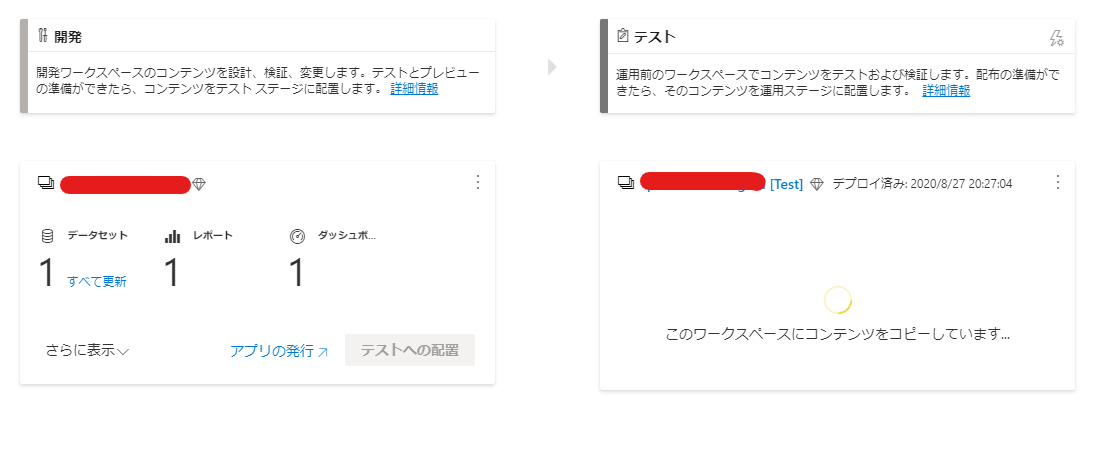 開発
開発ワークスペースのコンテンツを設計、検証、変更します。テストとプレビュー
の準備ができたら、コンテンツをテスト ステージに配置します。 詳細情報
テスト
運用前のワークスペースでコンテンツをテストおよび検証します。配布の準備がで
きたら、そのコンテンツを運用ステージに配置します。 詳細情報
データセット
レポート
ダッシュボ...
1 すべて更新
1
1
さらに表示
アプリの発行
テストへの配置
[Test]
デプロイ済み: 2020/8/27 20:27:04
このワークスペースにコンテンツをコピーしています...